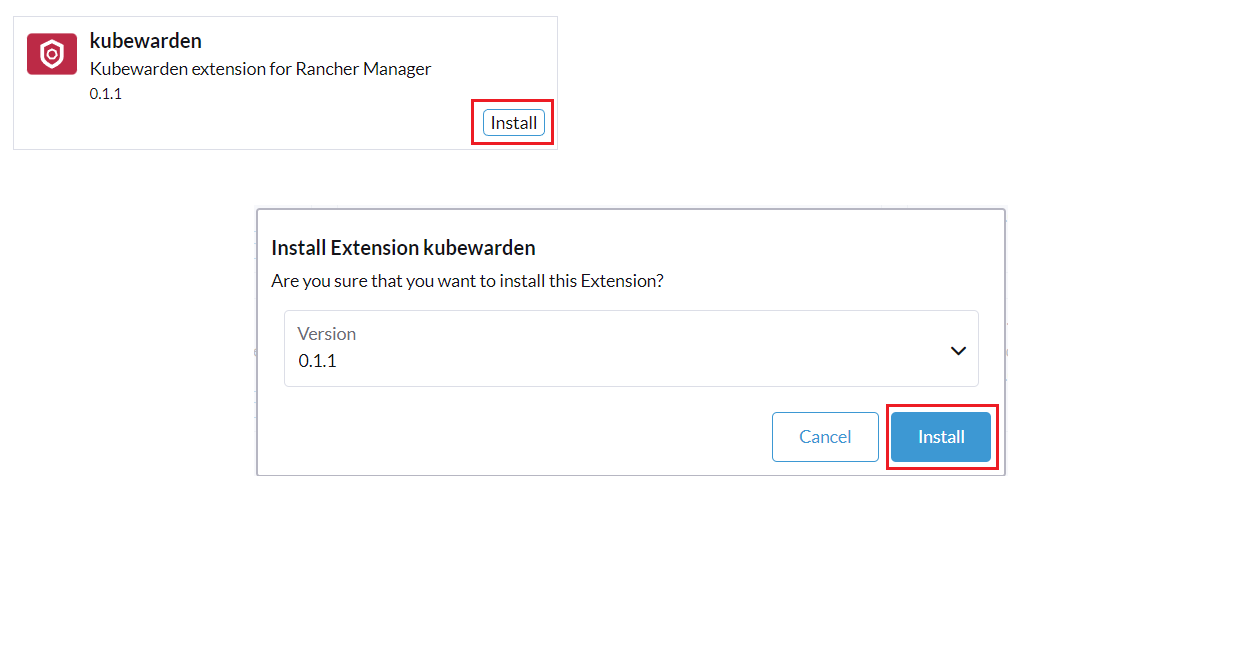 kubewarden
Kubewarden extension for Rancher Manager
0.1.1
Install
Install Extension kubewarden
Are you sure that you want to install this Extension?
Version
0.1.1
Cancel Install